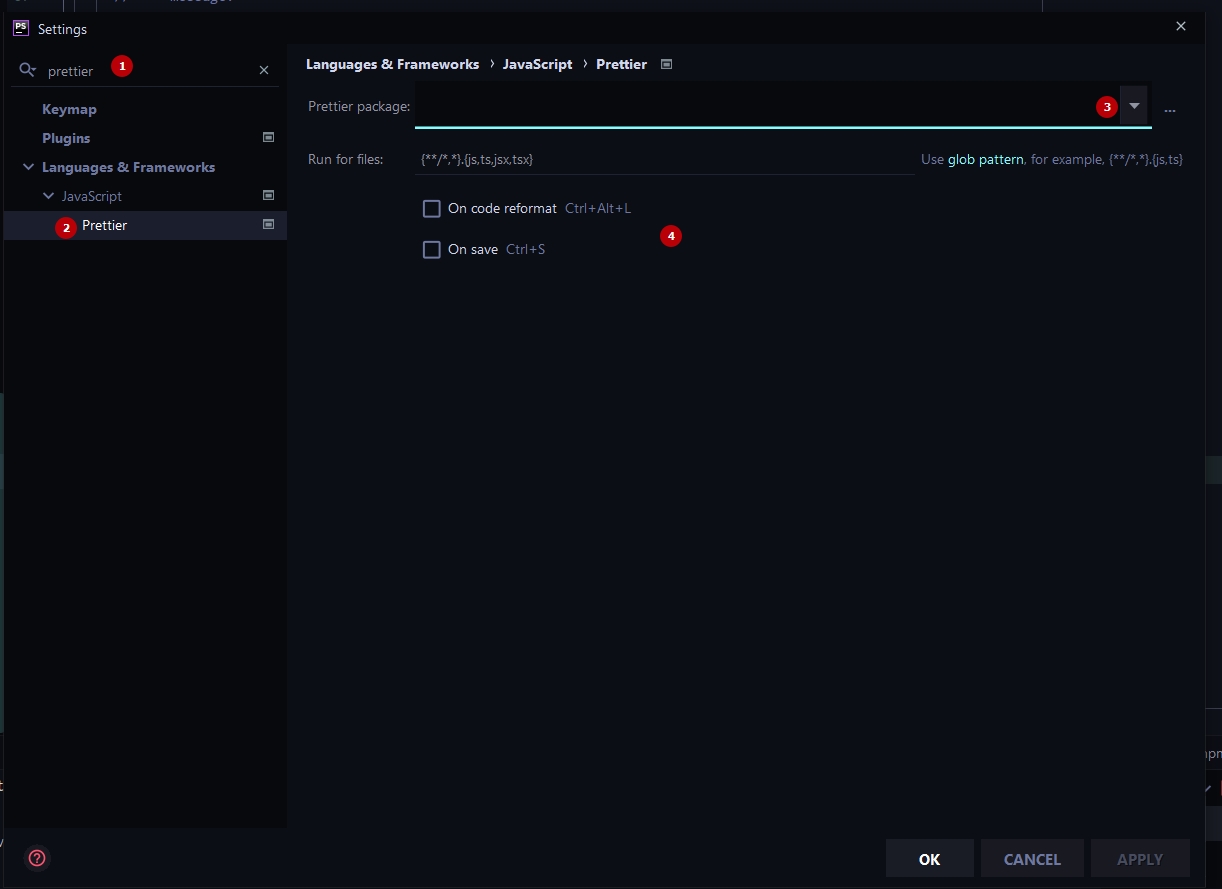 PS Settings
prettier 1
Keymap
Plugins
Languages & Frameworks
JavaScript
2 Prettier
Languages & Frameworks › JavaScript › Prettier
Prettier package: 3 ...
Run for files: {**/*,*}.{js,ts,jsx,tsx} Use glob pattern, for example, {**/*,*}.{js,ts}
On code reformat Ctrl+Alt+L
4
On save Ctrl+S
?
OK CANCEL APPLY